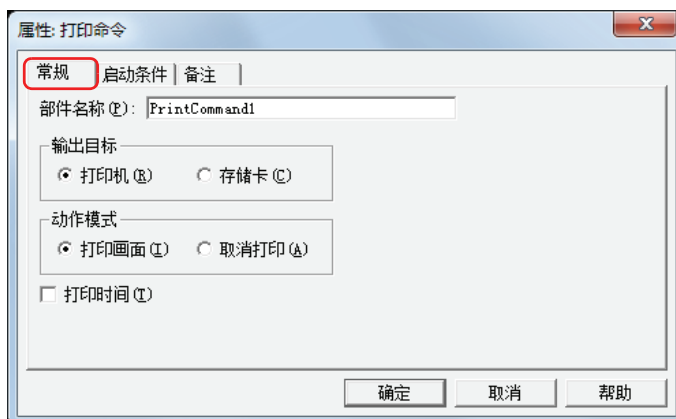 属性: 打印命令
常规 启动条件 备注
部件名称(P): PrintCommand1
输出目标
打印机(R) 存储卡(C)
动作模式
打印画面(I) 取消打印(A)
打印时间(T)
确定 取消 帮助